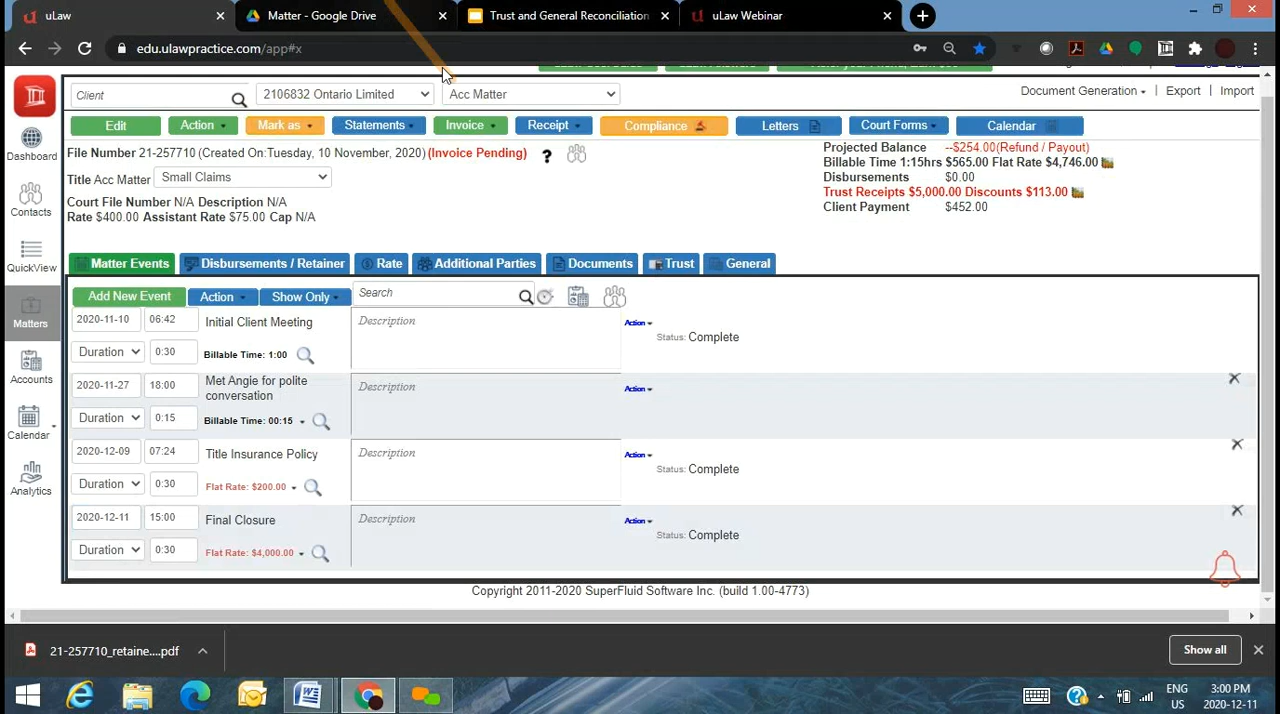 uLaw
Matter - Google Drive
Trust and General Reconciliation
uLaw Webinar
edu.ulawpractice.com/app#x
Client
2106832 Ontario Limited
Acc Matter
Document Generation
Export
Import
Edit
Action
Mark as
Statements
Invoice
Receipt
Compliance
Letters
Court Forms
Calendar
File Number 21-257710 (Created On:Tuesday, 10 November, 2020) (Invoice Pending)
?
Title Acc Matter
Small Claims
Court File Number N/A Description N/A
Rate $400.00 Assistant Rate $75.00 Cap N/A
Projected Balance --$254.00(Refund / Payout)
Billable Time 1:15hrs $565.00 Flat Rate $4,746.00
Disbursements $0.00
Trust Receipts $5,000.00 Discounts $113.00
Client Payment $452.00
Dashboard
Contacts
QuickView
Matters
Accounts
Calendar
Analytics
Matter Events
Disbursements / Retainer
Rate
Additional Parties
Documents
Trust
General
Add New Event
Action
Show Only
Search
2020-11-10 06:42 Initial Client Meeting
Description
Action
Status: Complete
Duration 0:30 Billable Time: 1:00
2020-11-27 18:00 Met Angie for polite
conversation
Description
Action
Duration 0:15 Billable Time: 00:15
2020-12-09 07:24 Title Insurance Policy
Description
Action
Status: Complete
Duration 0:30 Flat Rate: $200.00
2020-12-11 15:00 Final Closure
Description
Action
Status: Complete
Duration 0:30 Flat Rate: $4,000.00
Copyright 2011-2020 SuperFluid Software Inc. (build 1.00-4773)
21-257710_retaine....pdf
Show all
ENG
US
3:00 PM
2020-12-11